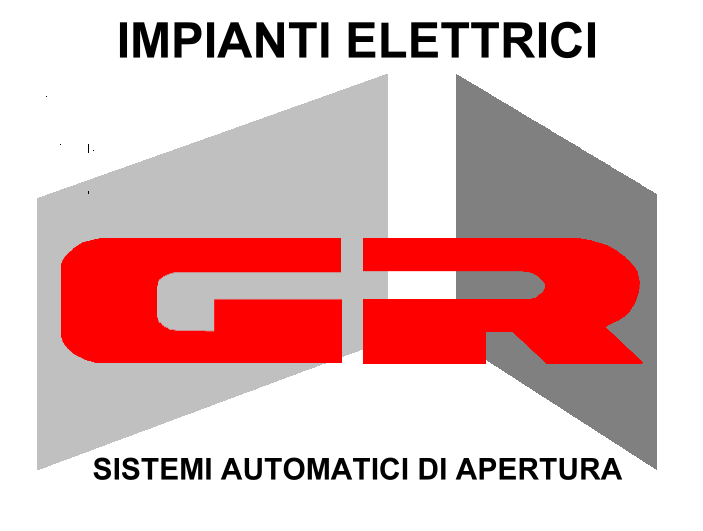 IMPIANTI ELETTRICI
GR
SISTEMI AUTOMATICI DI APERTURA